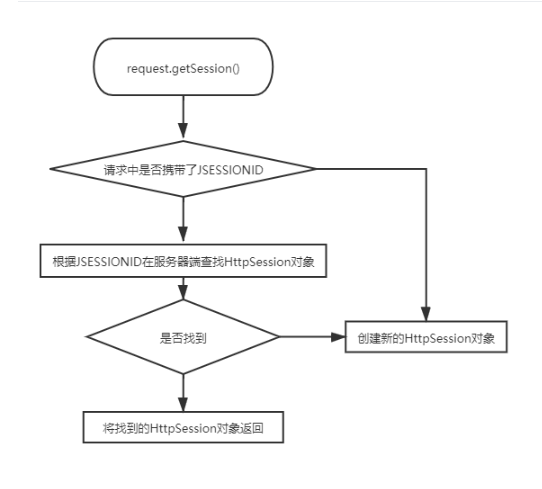 request.getSession()
请求中是否携带了JSESSIONID
根据JSESSIONID在服务器端查找HttpSession对象
是否找到
创建新的HttpSession对象
将找到的HttpSession对象返回